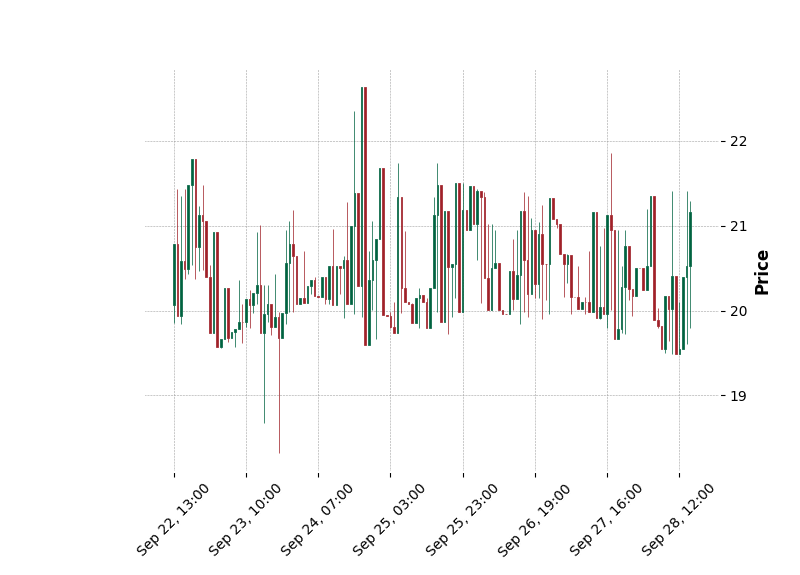 22
21
20
19
Price
Sep 22, 13:00
Sep 23, 10:00
Sep 24, 07:00
Sep 25, 03:00
Sep 25, 23:00
Sep 26, 19:00
Sep 27, 16:00
Sep 28, 12:00